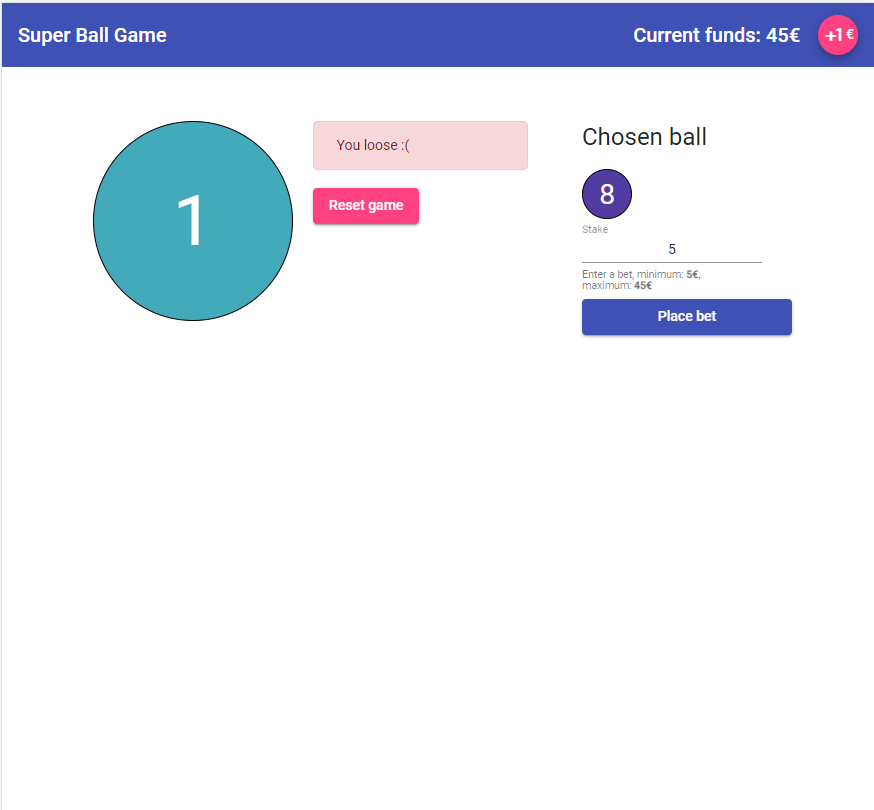 Super Ball Game
Current funds: 45€
+1 €
1
You loose :(
Reset game
Chosen ball
8
Stake
5
Enter a bet, minimum: 5€,
maximum: 45€
Place bet